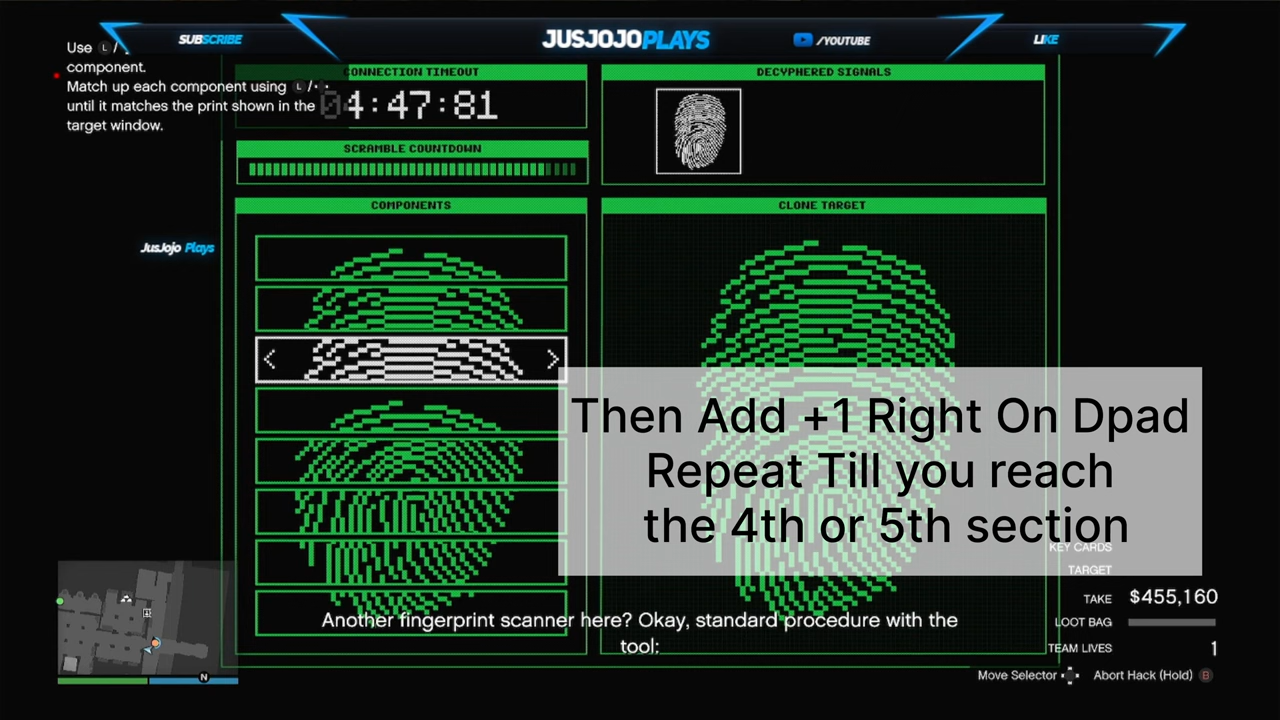 SUBSCRIBE
JUSJOJOPLAYS
/YOUTUBE
LIKE
Use L /
component.
Match up each component using L /
until it matches the print shown in the
target window.
CONNECTION TIMEOUT
04:47:81
DECYPHERED SIGNALS
SCRAMBLE COUNTDOWN
COMPONENTS
CLONE TARGET
JusJojo Plays
< >
Then Add +1 Right On Dpad
Repeat Till you reach
the 4th or 5th section
KEY CARDS
TARGET
TAKE $455,160
LOOT BAG
TEAM LIVES 1
Another fingerprint scanner here? Okay, standard procedure with the
tool:
N
Move Selector Abort Hack (Hold) B